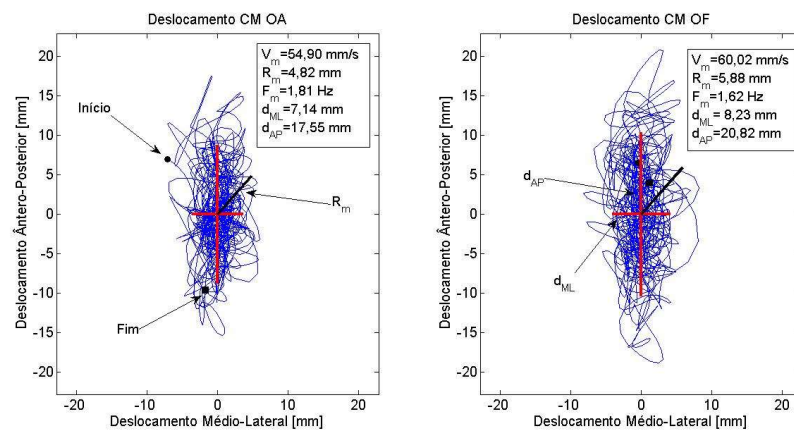 Deslocamento CM OA
Deslocamento Ântero-Posterior [mm]
20
15
10
5
0
-5
-10
-15
-20
V_m=54,90 mm/s
R_m=4,82 mm
F_m=1,81 Hz
d_ML=7,14 mm
d_AP=17,55 mm
Início
R_m
Fim
-20
-10
0
10
20
Deslocamento Médio-Lateral [mm]
Deslocamento CM OF
Deslocamento Ântero-Posterior [mm]
20
15
10
5
0
-5
-10
-15
-20
V_m=60,02 mm/s
R_m=5,88 mm
F_m=1,62 Hz
d_ML=8,23 mm
d_AP=20,82 mm
d_AP
d_ML
-20
-10
0
10
20
Deslocamento Médio-Lateral [mm]